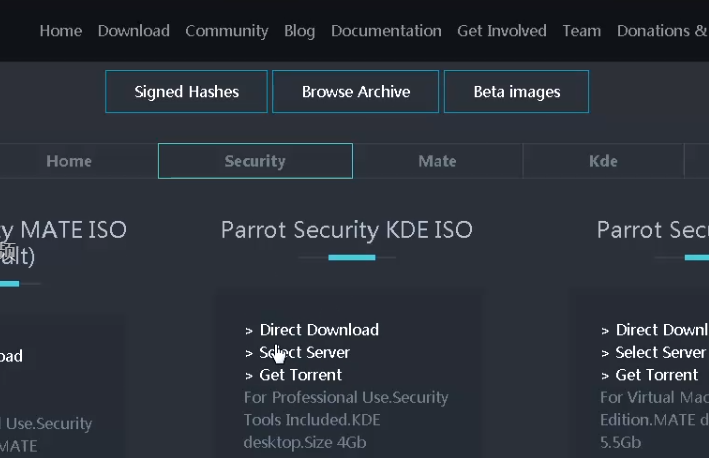 Home Download Community Blog Documentation Get Involved Team Donations &
Signed Hashes Browse Archive Beta images
Home Security Mate Kde
ty MATE ISO
ult)
Parrot Security KDE ISO
Parrot Secu
oad
l Use.Security
MATE
> Direct Download
> Select Server
> Get Torrent
For Professional Use.Security
Tools Included.KDE
desktop.Size 4Gb
> Direct Downl
> Select Server
> Get Torrent
For Virtual Mac
Edition.MATE d
5.5Gb